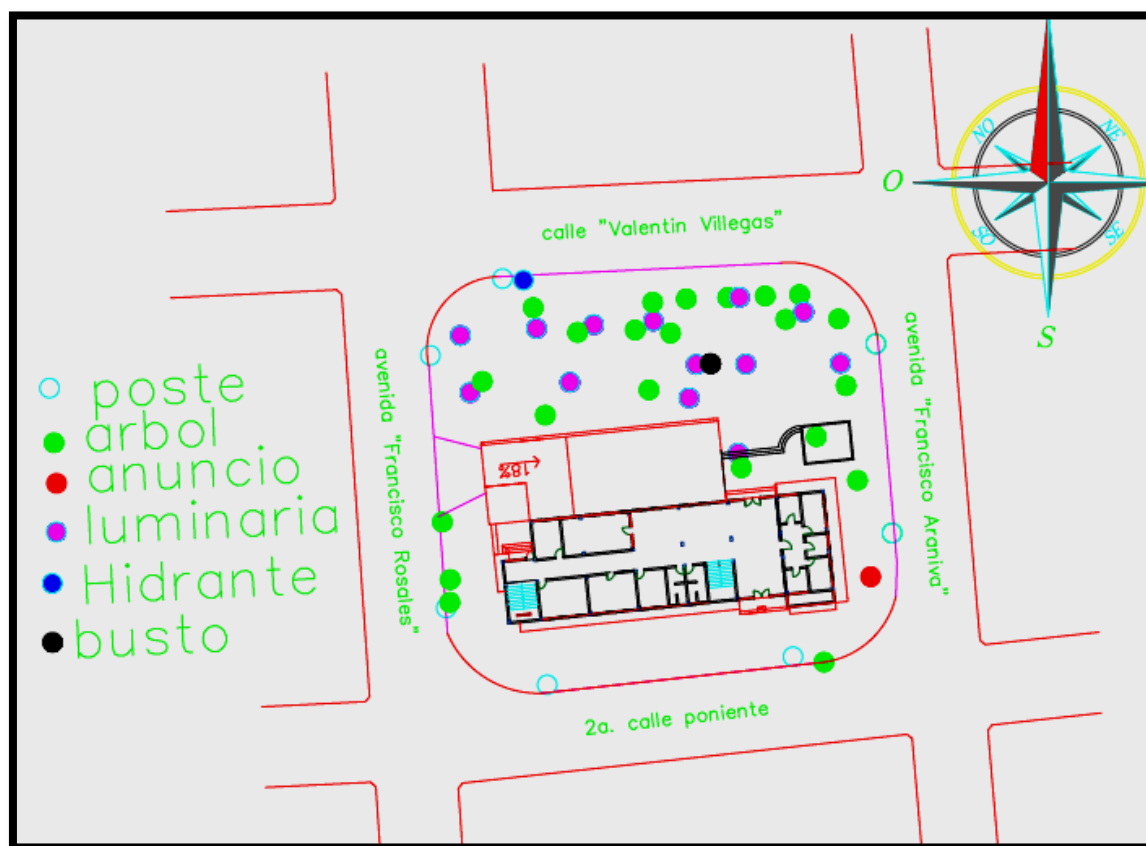 NO
NE
O
SO
SE
S
calle "Valentin Villegas"
avenida "Francisco Rosales"
avenida "Francisco Araniva"
poste
arbol
anuncio
luminaria
Hidrante
busto
18%
2a. calle poniente